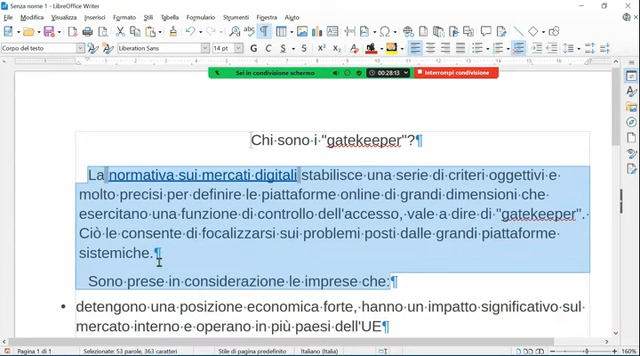 Senza nome 1 - LibreOffice Writer
File Modifica Visualizza Inserisci Formato Stili Tabella Formulario Strumenti Finestra Aiuto
Corpo del testo Liberation Sans 14 pt
Sei in condivisione schermo 00:28:13 Interrompi condivisione
Chi·sono·i·"gatekeeper"?¶
La normativa·sui·mercati·digitali·stabilisce·una·serie·di·criteri·oggettivi·e·
molto·precisi·per·definire·le·piattaforme·online·di·grandi·dimensioni·che·
esercitano·una·funzione·di·controllo·dell'accesso,·vale·a·dire·di·"gatekeeper".·
Ciò·le·consente·di·focalizzarsi·sui·problemi·posti·dalle·grandi·piattaforme·
sistemiche.¶
Sono·prese·in·considerazione·le·imprese·che:¶
• detengono·una·posizione·economica·forte,·hanno·un·impatto·significativo·sul·
mercato·interno·e·operano·in·più·paesi·dell'UE¶
Selezionate: 53 parole, 363 caratteri Stile di pagina predefinito Italiano (Italia) 160%